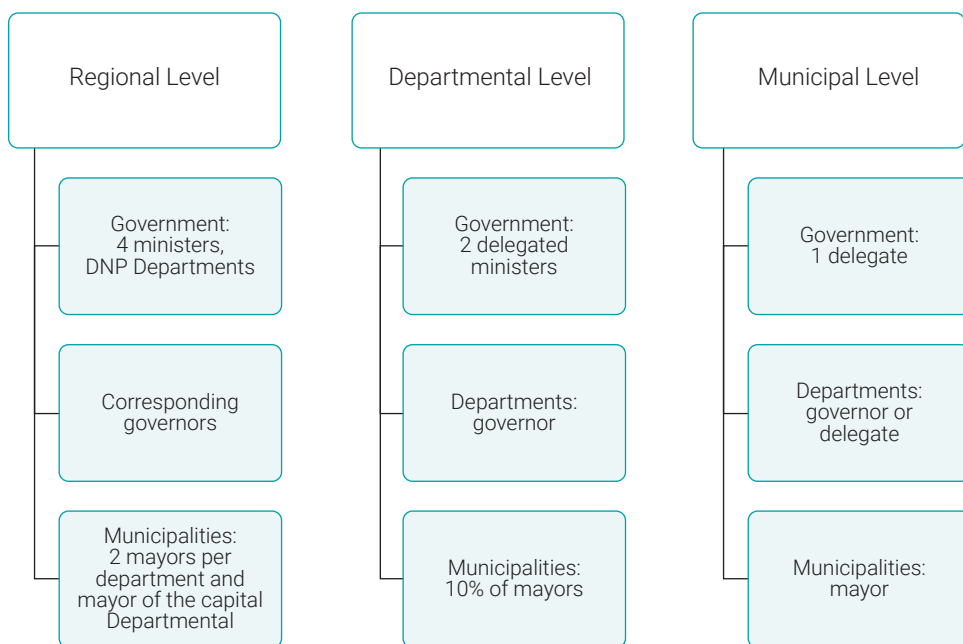 Regional Level
Government:
4 ministers,
DNP Departments
Corresponding
governors
Municipalities:
2 mayors per
department and
mayor of the capital
Departmental
Departmental Level
Government:
2 delegated
ministers
Departments:
governor
Municipalities:
10% of mayors
Municipal Level
Government:
1 delegate
Departments:
governor or
delegate
Municipalities:
mayor